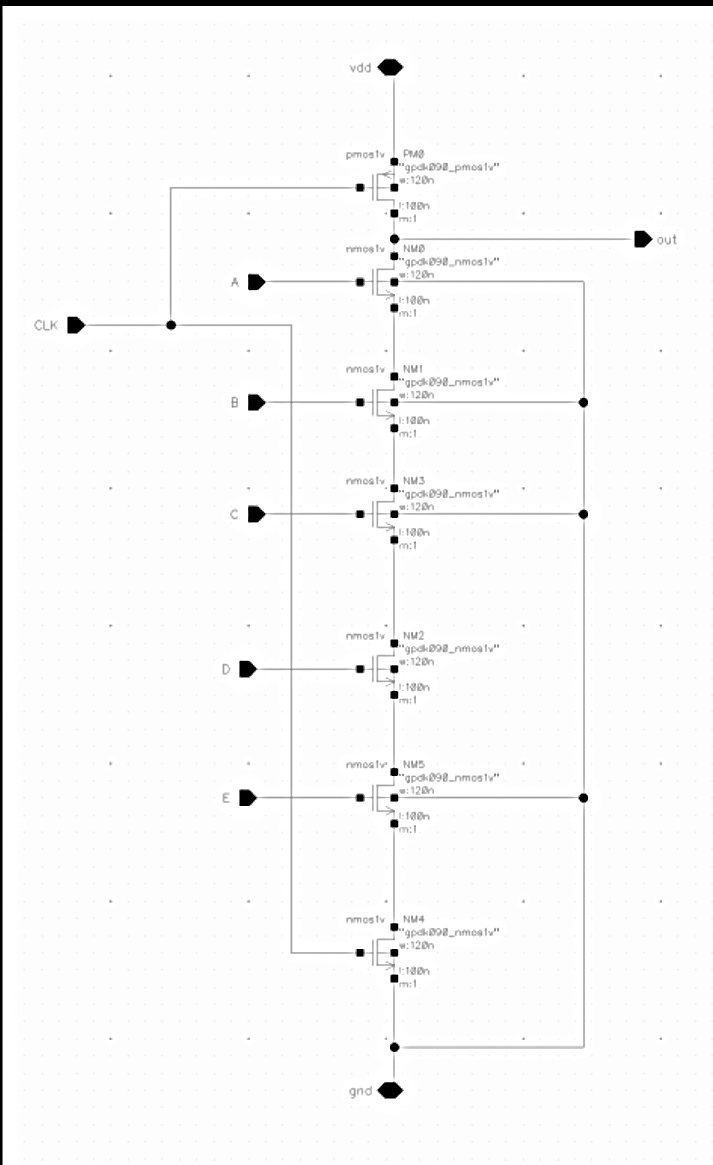 vdd
pmos1v PM0
"gpdk090_pmos1v"
w:120n
l:100n
m:1
out
nmos1v NM0
"gpdk090_nmos1v"
A
w:120n
l:100n
m:1
CLK
nmos1v NM1
"gpdk090_nmos1v"
B
w:120n
l:100n
m:1
nmos1v NM3
"gpdk090_nmos1v"
C
w:120n
l:100n
m:1
nmos1v NM2
"gpdk090_nmos1v"
D
w:120n
l:100n
m:1
nmos1v NM5
"gpdk090_nmos1v"
E
w:120n
l:100n
m:1
nmos1v NM4
"gpdk090_nmos1v"
w:120n
l:100n
m:1
gnd